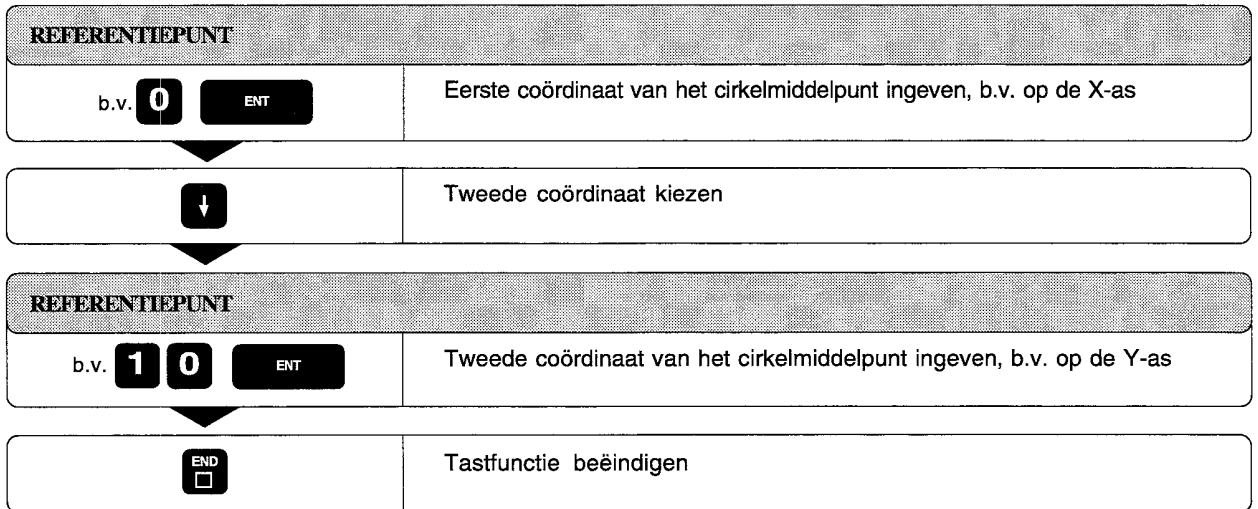 REFERENTIEPUNT
b.v. 0 ENT Eerste coördinaat van het cirkelmiddelpunt ingeven, b.v. op de X-as
Tweede coördinaat kiezen
REFERENTIEPUNT
b.v. 1 0 ENT Tweede coördinaat van het cirkelmiddelpunt ingeven, b.v. op de Y-as
END Tastfunctie beëindigen